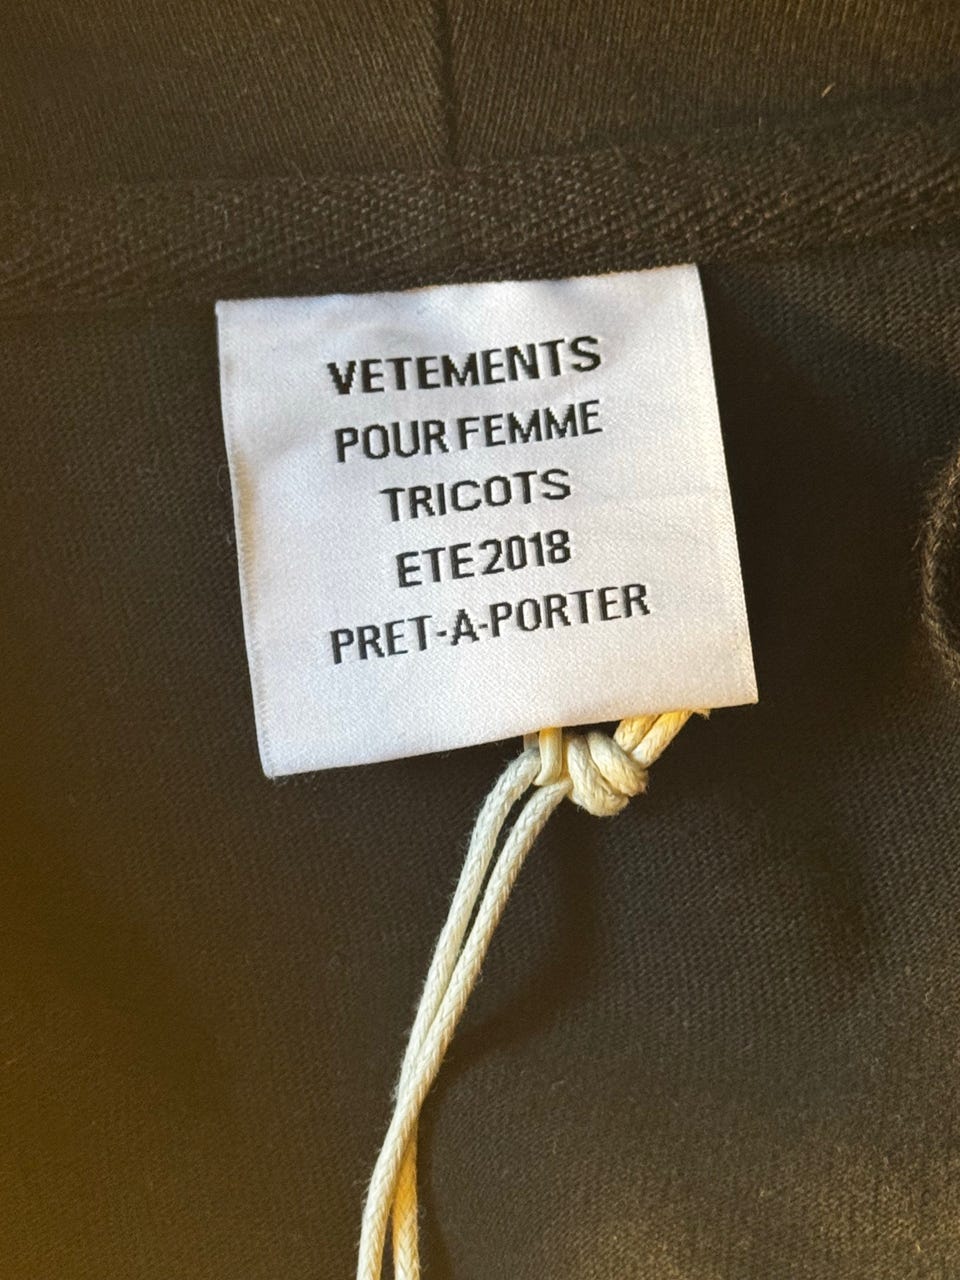 VETEMENTS
POUR FEMME
TRICOTS
ETE 2018
PRET-A-PORTER